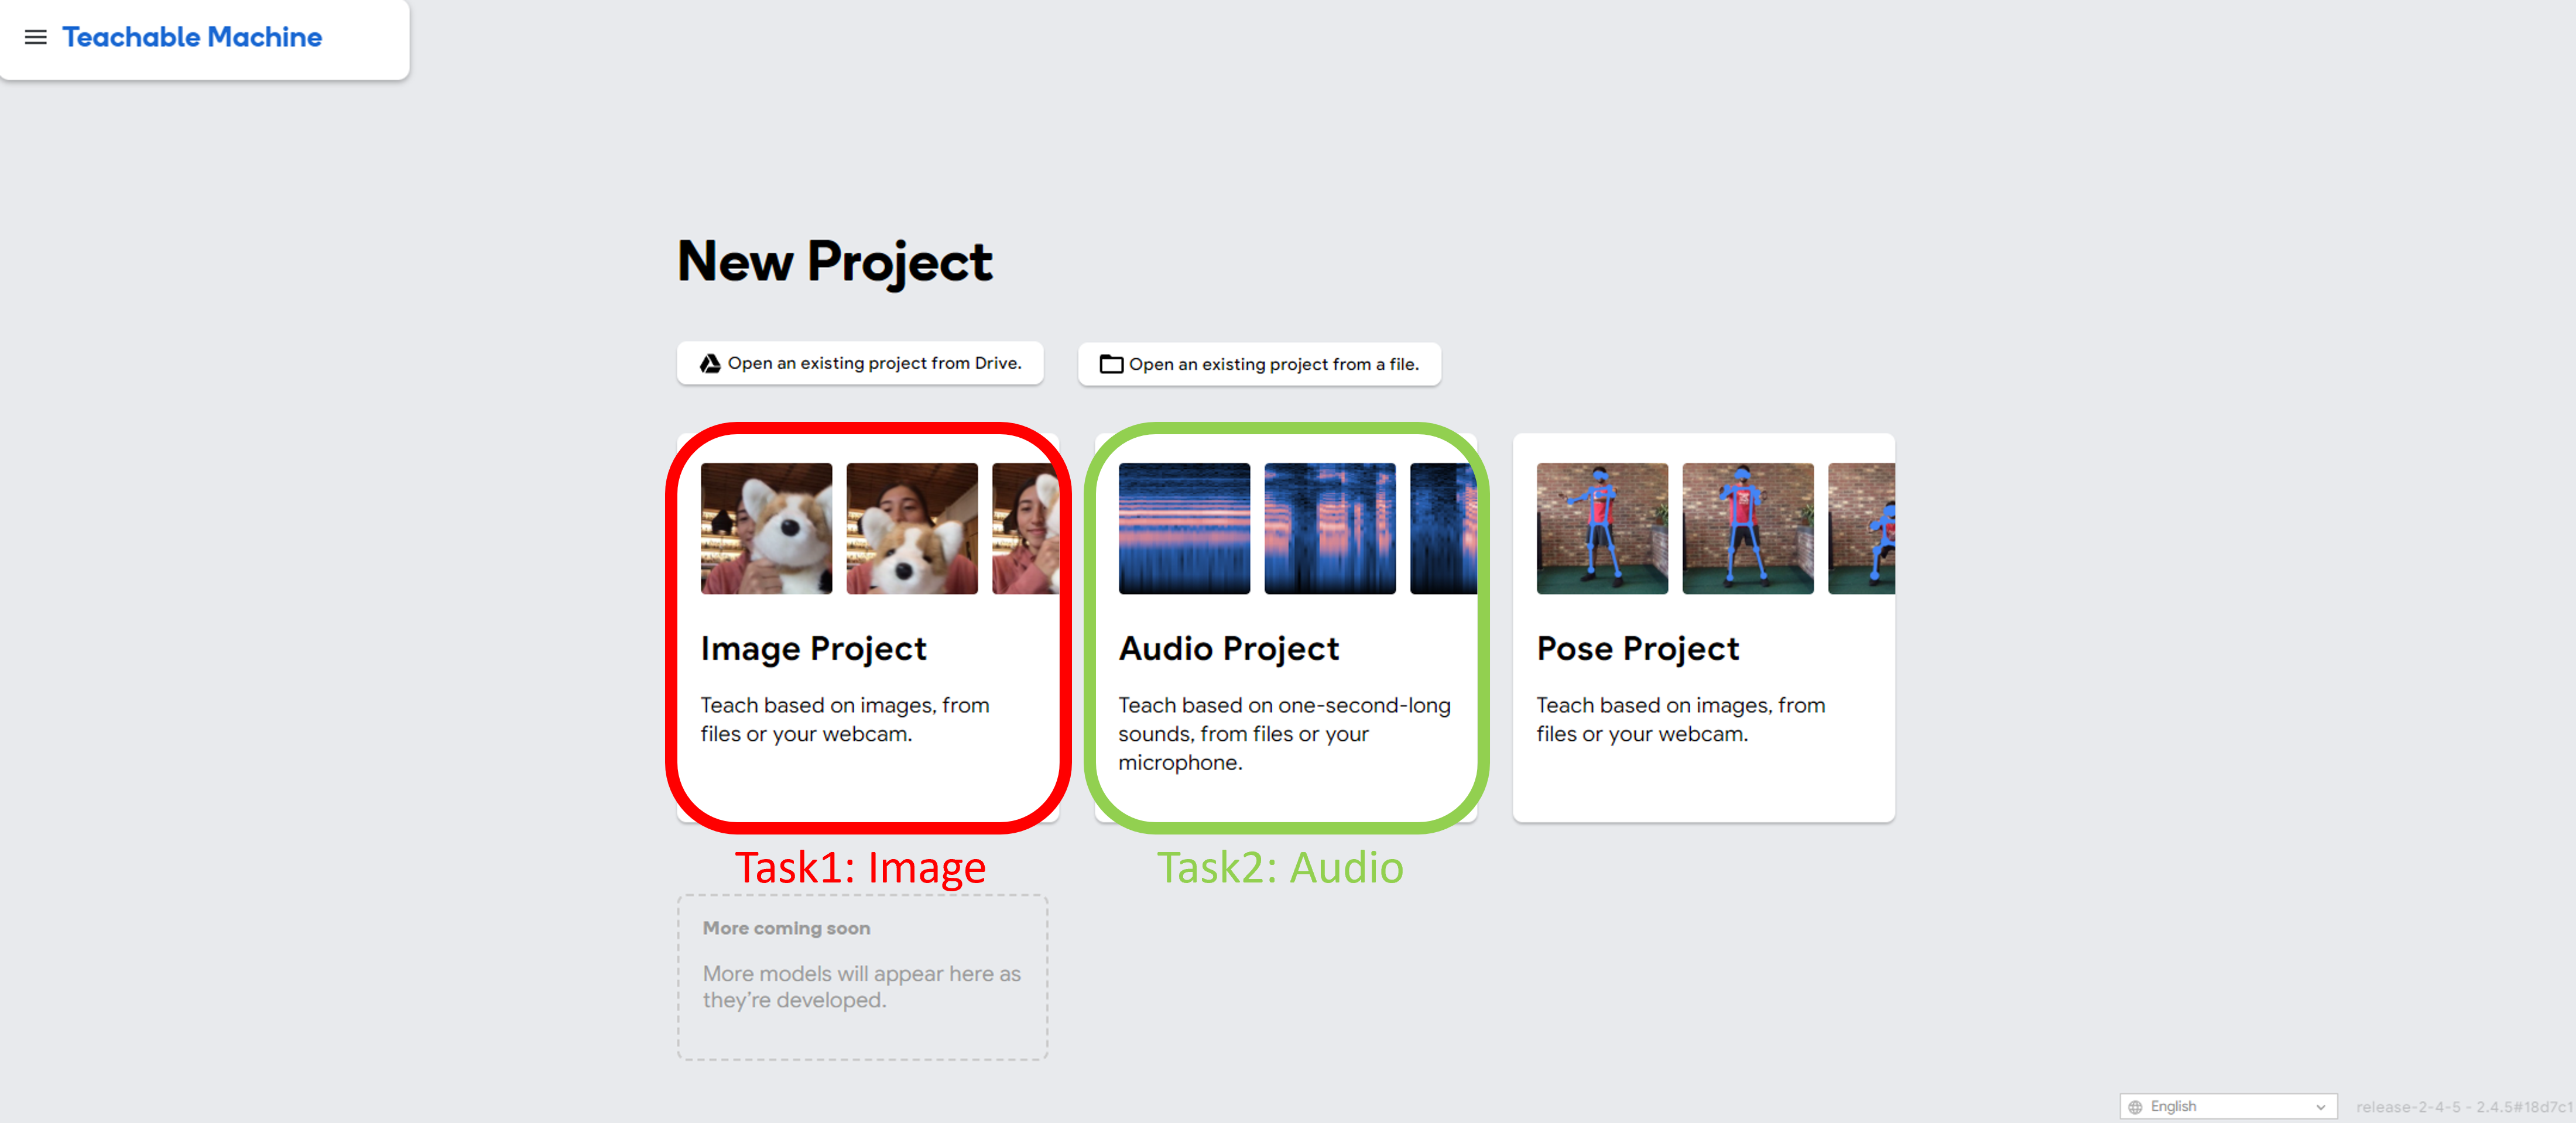 Teachable Machine
New Project
Open an existing project from Drive.
Open an existing project from a file.
Image Project
Teach based on images, from
files or your webcam.
Audio Project
Teach based on one-second-long
sounds, from files or your
microphone.
Pose Project
Teach based on images, from
files or your webcam.
Task1: Image
Task2: Audio
More coming soon
More models will appear here as
they're developed.
English
release-2-4-5 - 2.4.5#18d7c1